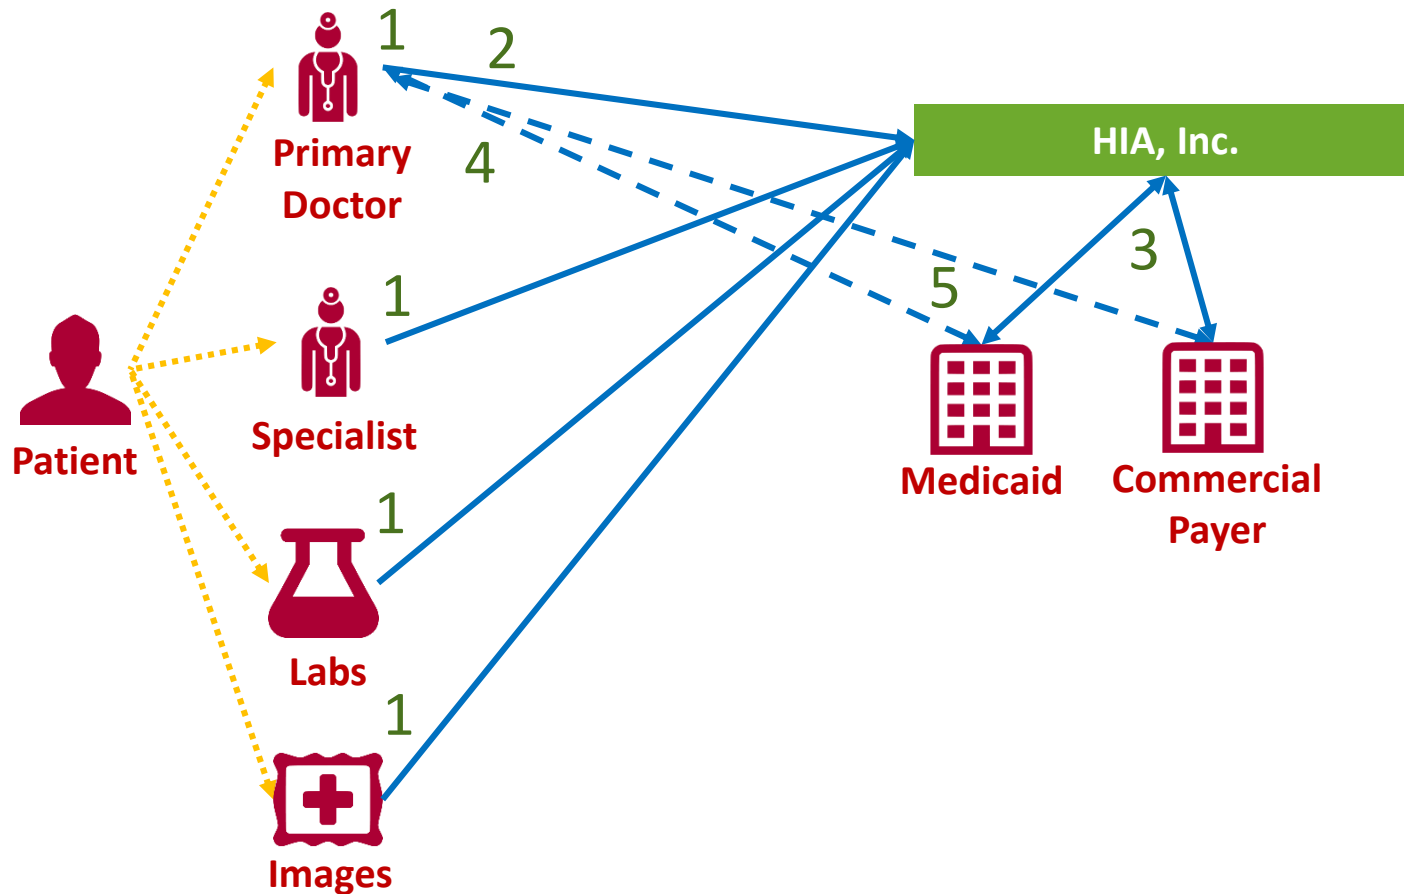 1
2
Primary
Doctor
4
HIA, Inc.
3
5
1
Specialist
Patient
Medicaid
Commercial
Payer
1
Labs
1
Images